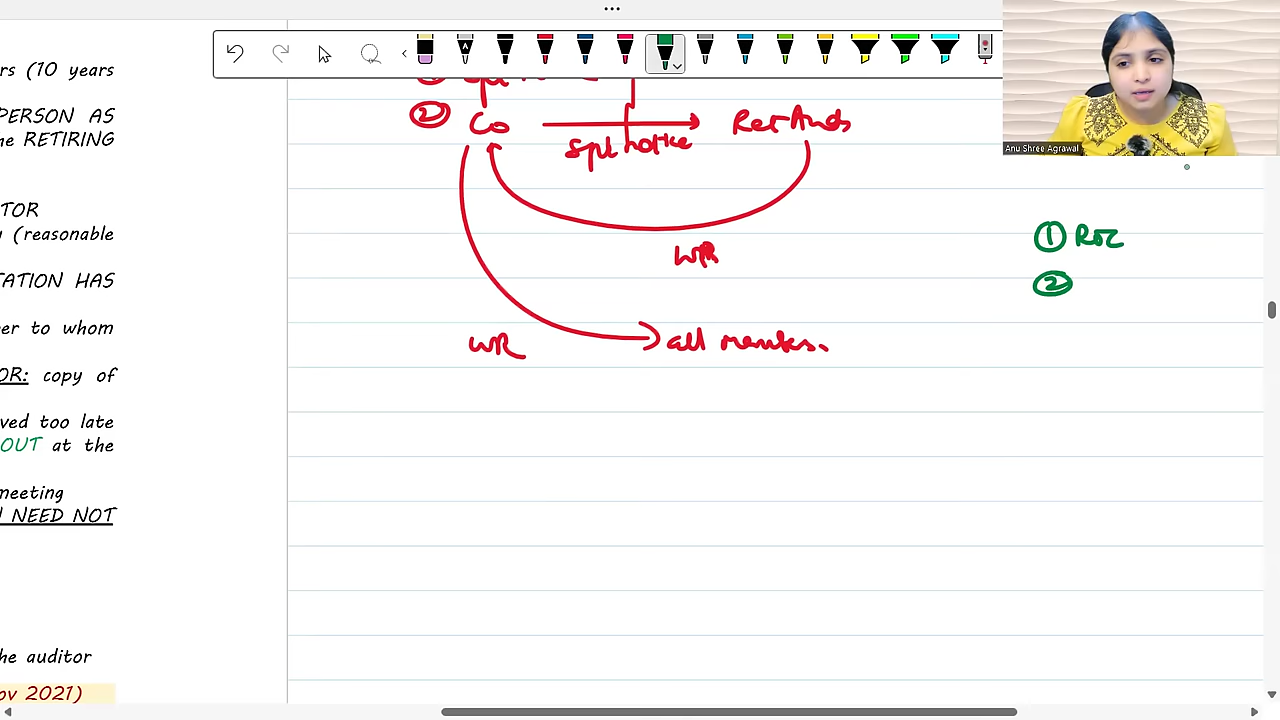 rs (10 years
PERSON AS
he RETIRING
TOR
(reasonable
TATION HAS
er to whom
OR: copy of
ved too late
OUT at the
meeting
NEED NOT
he auditor
ov 2021)
② Co
Spl notice
Ret Auds
WR
WR
all members.
① ROC
②
Anu Shree Agrawal